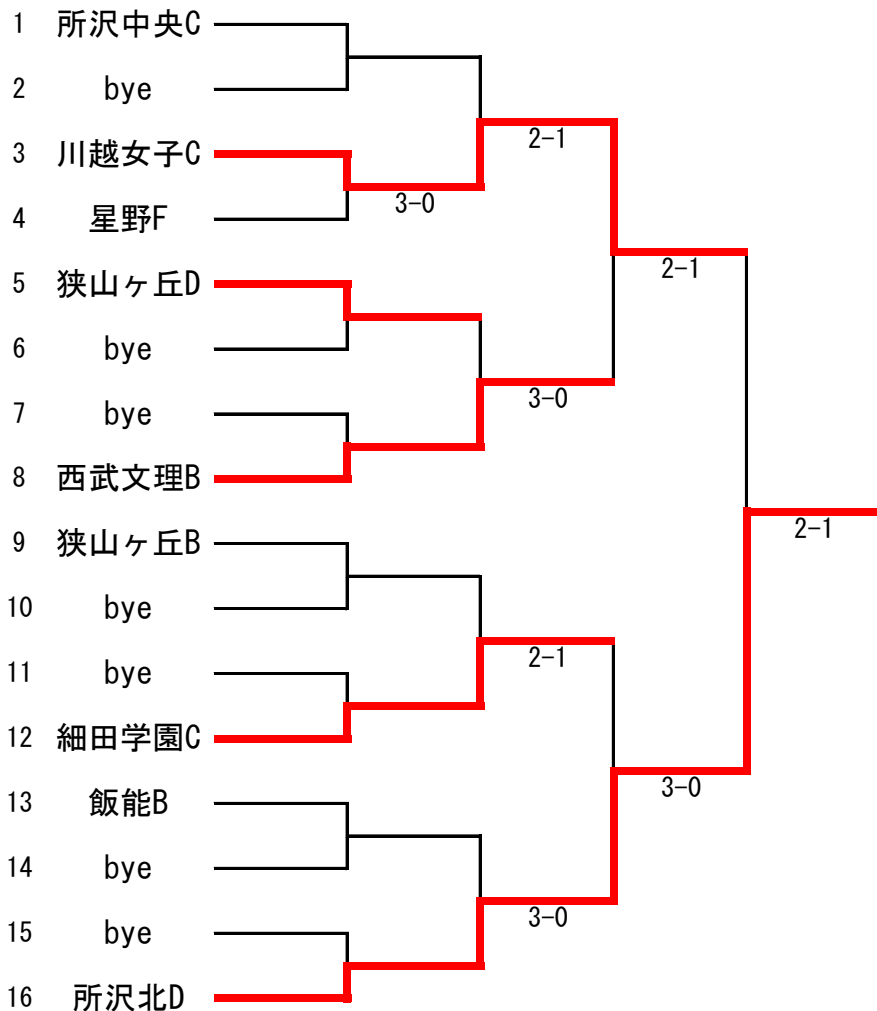 1 所沢中央C
2 bye
2-1
3 川越女子C
3-0
4 星野F
2-1
5 狭山ヶ丘D
6 bye
3-0
7 bye
8 西武文理B
2-1
9 狭山ヶ丘B
10 bye
2-1
11 bye
12 細田学園C
3-0
13 飯能B
14 bye
3-0
15 bye
16 所沢北D